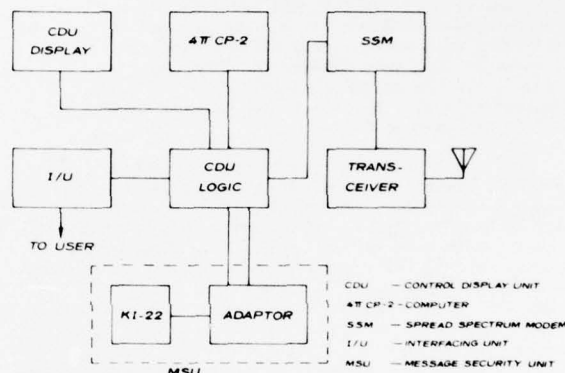 CDU
DISPLAY
4π CP-2
SSM
I/U
CDU
LOGIC
TRANS-
CEIVER
TO USER
KI-22
ADAPTOR
MSU
CDU — CONTROL DISPLAY UNIT
4π CP-2 - COMPUTER
SSM — SPREAD SPECTRUM MODEM
I/U — INTERFACING UNIT
MSU — MESSAGE SECURITY UNIT